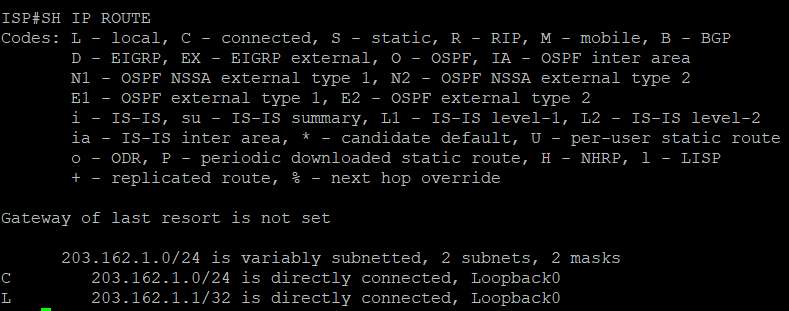 ISP#SH IP ROUTE
Codes: L - local, C - connected, S - static, R - RIP, M - mobile, B - BGP
       D - EIGRP, EX - EIGRP external, O - OSPF, IA - OSPF inter area
       N1 - OSPF NSSA external type 1, N2 - OSPF NSSA external type 2
       E1 - OSPF external type 1, E2 - OSPF external type 2
       i - IS-IS, su - IS-IS summary, L1 - IS-IS level-1, L2 - IS-IS level-2
       ia - IS-IS inter area, * - candidate default, U - per-user static route
       o - ODR, P - periodic downloaded static route, H - NHRP, l - LISP
       + - replicated route, % - next hop override

Gateway of last resort is not set

      203.162.1.0/24 is variably subnetted, 2 subnets, 2 masks
C        203.162.1.0/24 is directly connected, Loopback0
L        203.162.1.1/32 is directly connected, Loopback0